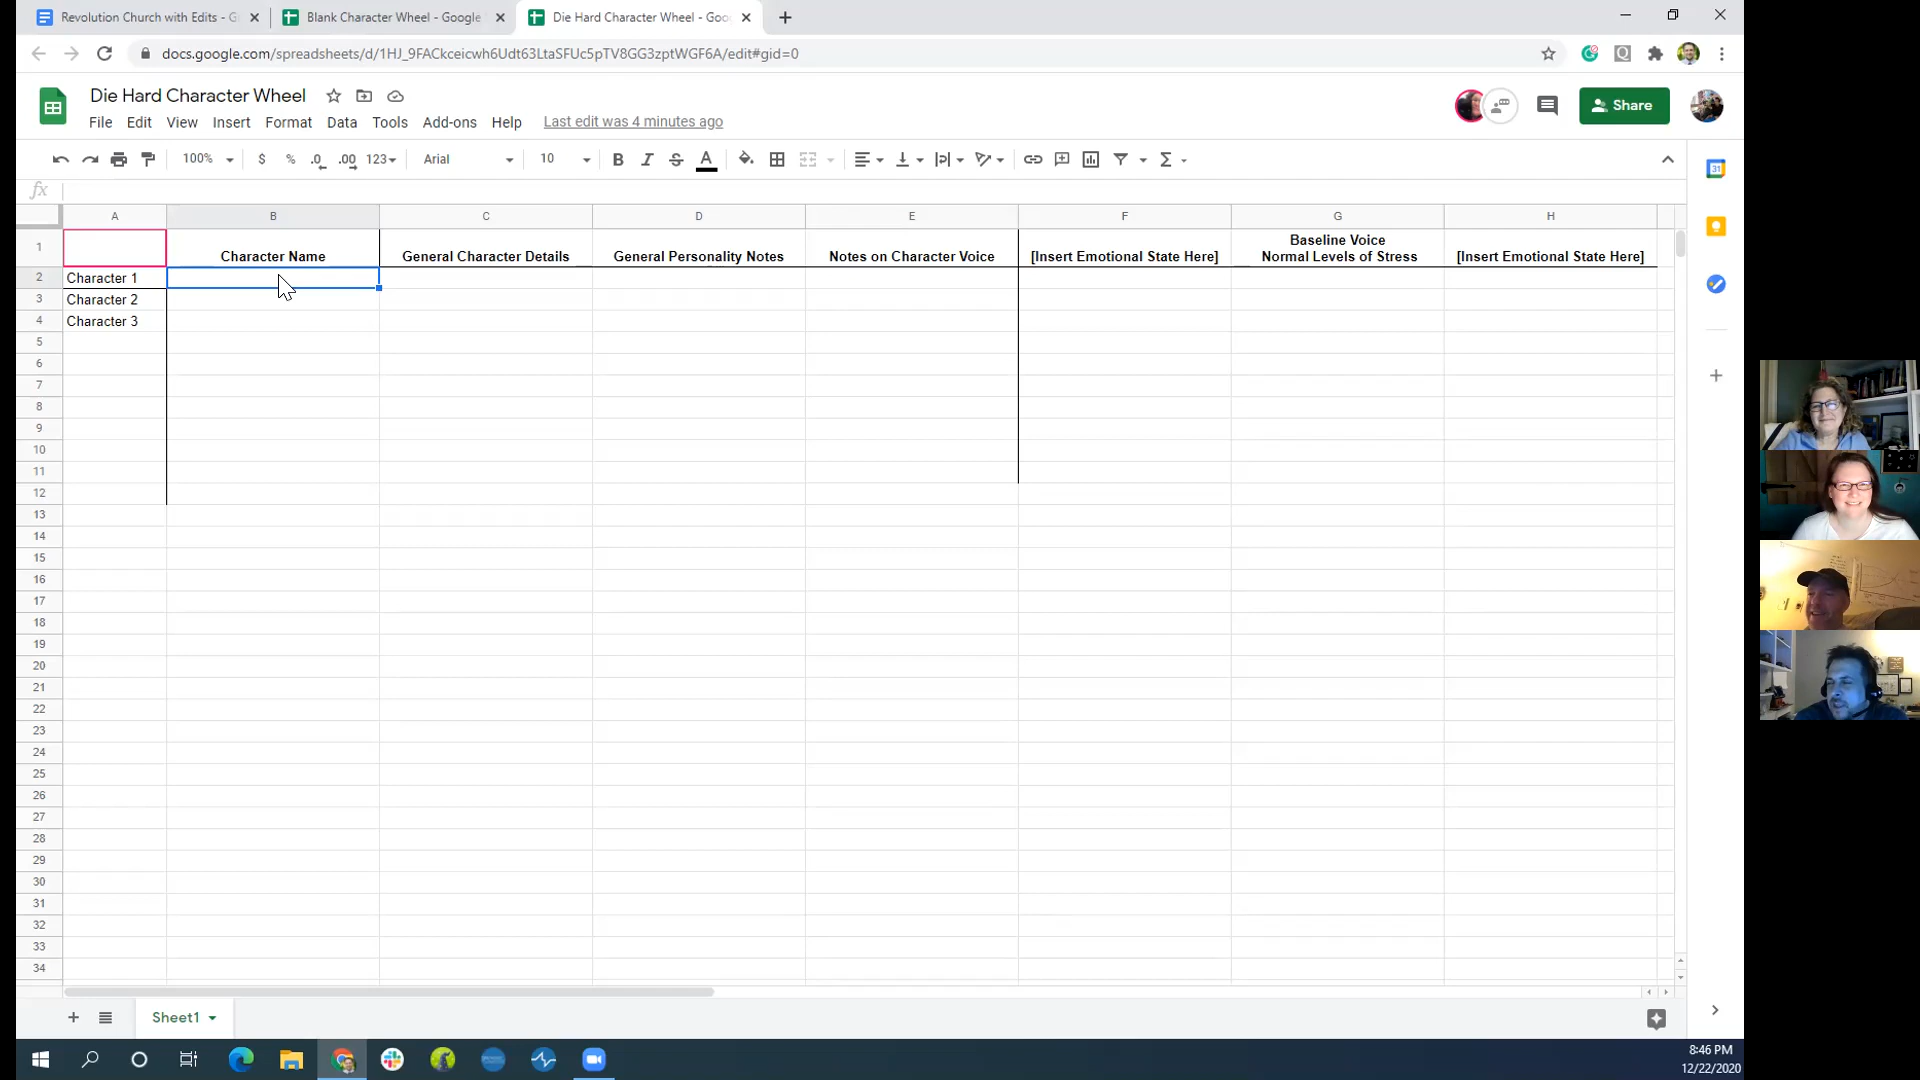 Revolution Church with Edits - G
Blank Character Wheel - Google
Die Hard Character Wheel - Goo
docs.google.com/spreadsheets/d/1HJ_9FACkceicwh6Udt63LtaSFUc5pTV8GG3zptWGF6A/edit#gid=0
Die Hard Character Wheel
File Edit View Insert Format Data Tools Add-ons Help Last edit was 4 minutes ago
Share
31
100% $ % .0 .00 123 Arial 10 B I S A
fx
A B C D E F G H
1 Character Name General Character Details General Personality Notes Notes on Character Voice [Insert Emotional State Here] Baseline Voice Normal Levels of Stress [Insert Emotional State Here]
2 Character 1
3 Character 2
4 Character 3
5
6
7
8
9
10
11
12
13
14
15
16
17
18
19
20
21
22
23
24
25
26
27
28
29
30
31
32
33
34
Sheet1
8:46 PM
12/22/2020